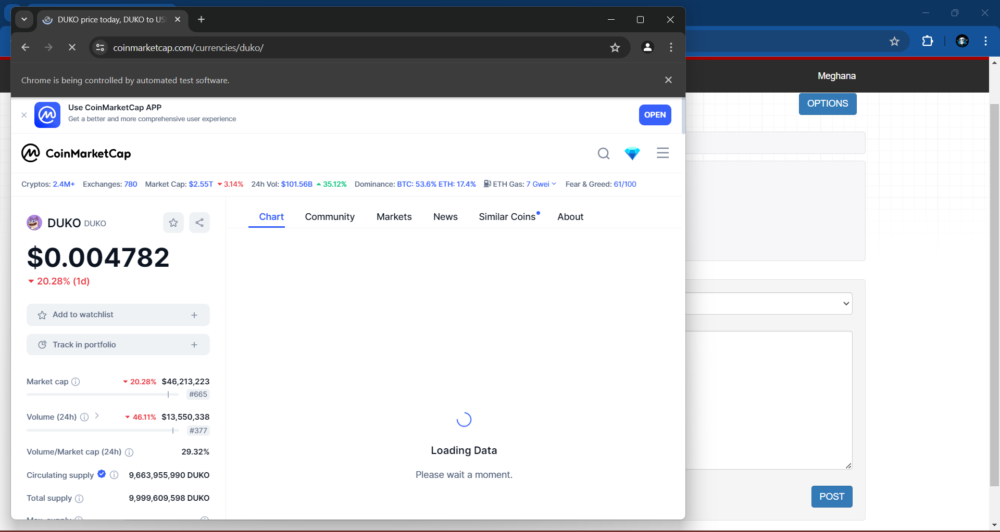 DUKO price today, DUKO to US
coinmarketcap.com/currencies/duko/
Chrome is being controlled by automated test software.
Meghana
OPTIONS
Use CoinMarketCap APP
Get a better and more comprehensive user experience
OPEN
CoinMarketCap
Cryptos: 2.4M+ Exchanges: 780 Market Cap: $2.55T 3.14% 24h Vol: $101.56B 35.12% Dominance: BTC: 53.6% ETH: 17.4% ETH Gas: 7 Gwei Fear & Greed: 61/100
DUKO DUKO
$0.004782
20.28% (1d)
Add to watchlist
Track in portfolio
Market cap 20.28% $46,213,223
#665
Volume (24h) 46.11% $13,550,338
#377
Volume/Market cap (24h) 29.32%
Circulating supply 9,663,955,990 DUKO
Total supply 9,999,609,598 DUKO
Chart Community Markets News Similar Coins About
Loading Data
Please wait a moment.
POST